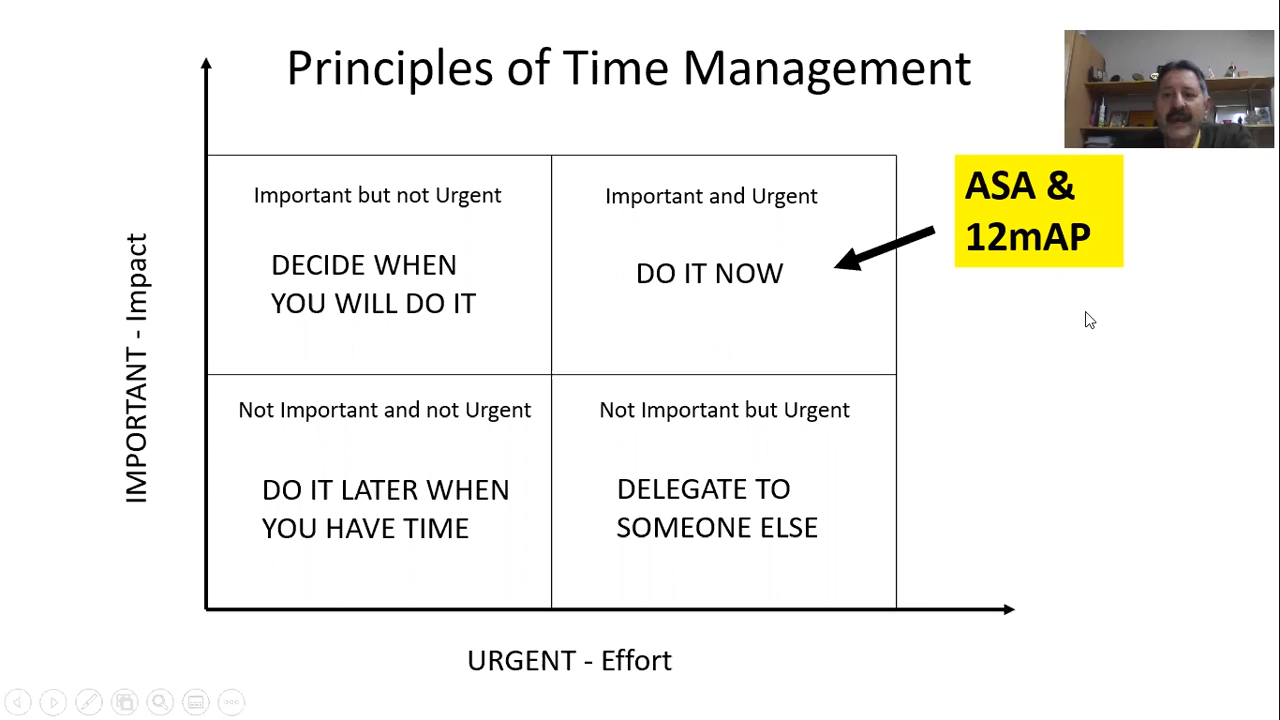 Principles of Time Management
ASA &
12mAP
IMPORTANT - Impact
Important but not Urgent
DECIDE WHEN
YOU WILL DO IT
Important and Urgent
DO IT NOW
Not Important and not Urgent
DO IT LATER WHEN
YOU HAVE TIME
Not Important but Urgent
DELEGATE TO
SOMEONE ELSE
URGENT - Effort